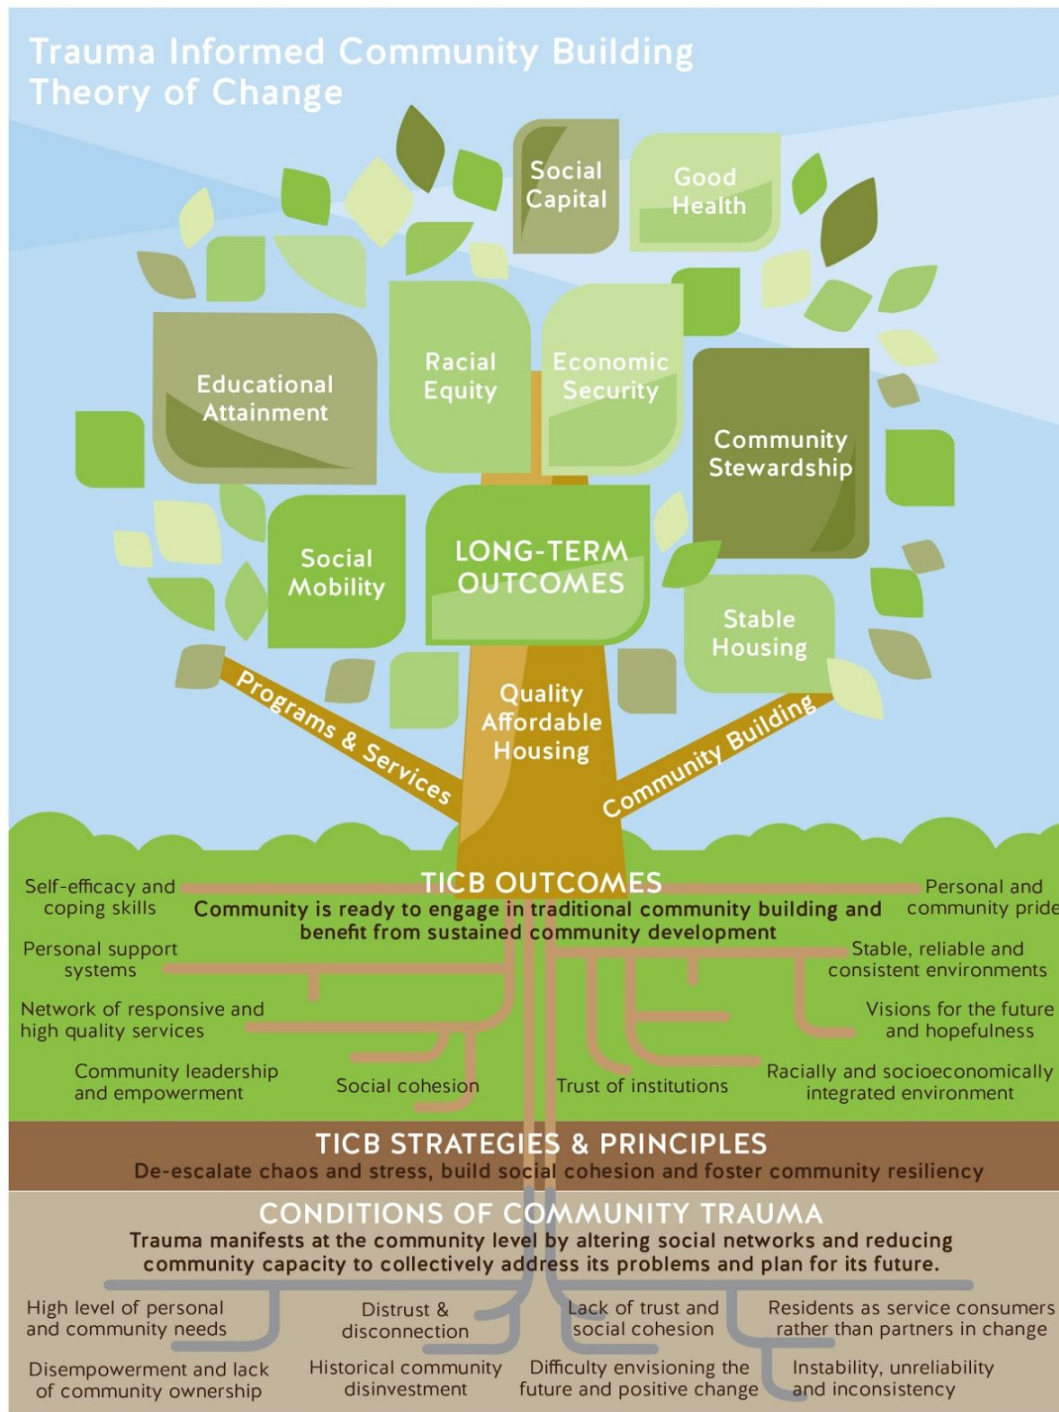 Trauma Informed Community Building
Theory of Change
Social
Capital
Good
Health
Educational
Attainment
Racial
Equity
Economic
Security
Community
Stewardship
Social
Mobility
LONG-TERM
OUTCOMES
Stable
Housing
Programs & Services
Quality
Affordable
Housing
Community Building
TICB OUTCOMES
Community is ready to engage in traditional community building and
benefit from sustained community development
Self-efficacy and
coping skills
Personal and
community pride
Personal support
systems
Stable, reliable and
consistent environments
Network of responsive and
high quality services
Visions for the future
and hopefulness
Community leadership
and empowerment
Social cohesion
Trust of institutions
Racially and socioeconomically
integrated environment
TICB STRATEGIES & PRINCIPLES
De-escalate chaos and stress, build social cohesion and foster community resiliency
CONDITIONS OF COMMUNITY TRAUMA
Trauma manifests at the community level by altering social networks and reducing
community capacity to collectively address its problems and plan for its future.
High level of personal
and community needs
Distrust &
disconnection
Lack of trust and
social cohesion
Residents as service consumers
rather than partners in change
Disempowerment and lack
of community ownership
Historical community
disinvestment
Difficulty envisioning the
future and positive change
Instability, unreliability
and inconsistency